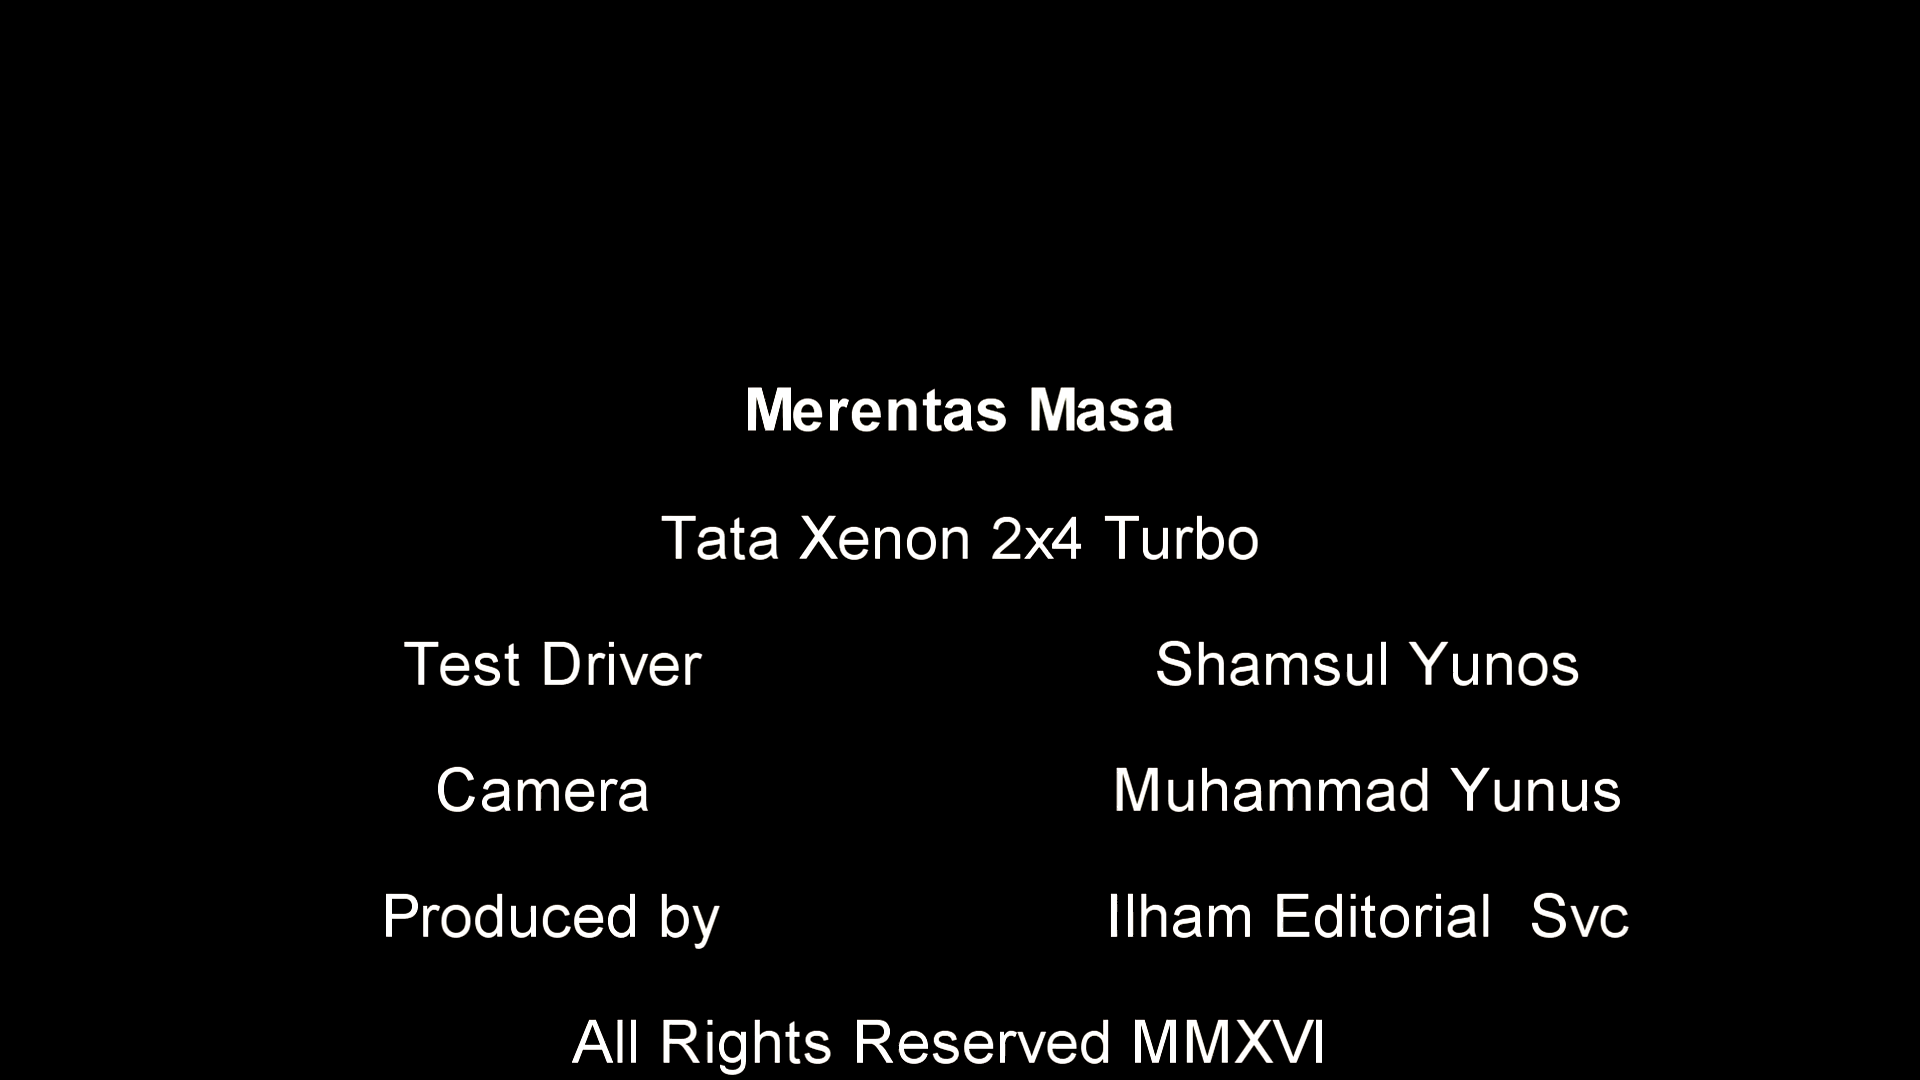 Merentas Masa
Tata Xenon 2x4 Turbo
Test Driver Shamsul Yunos
Camera Muhammad Yunus
Produced by Ilham Editorial  Svc
All Rights Reserved MMXVI